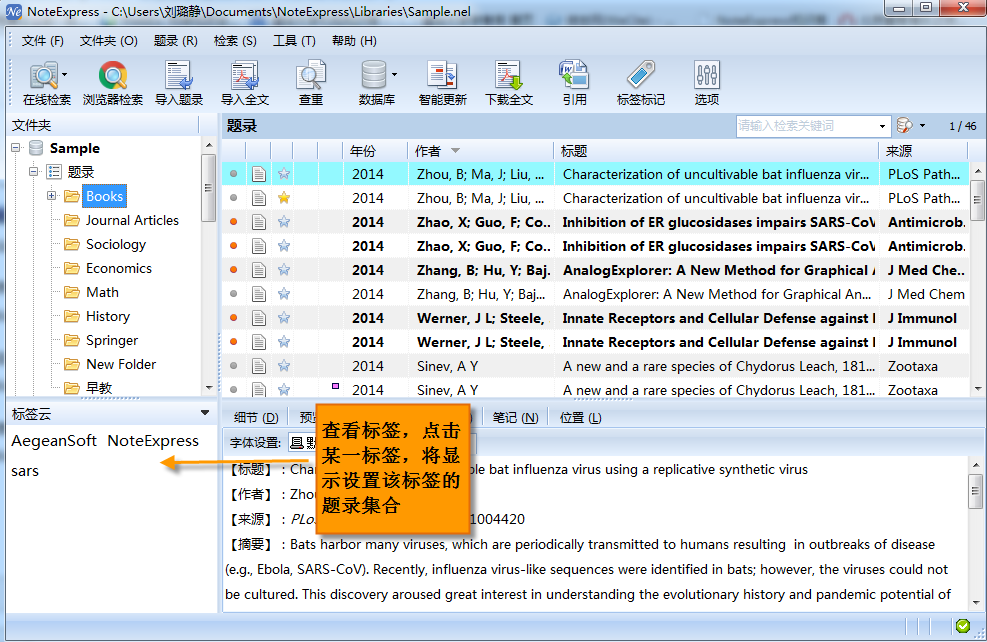 NoteExpress - C:\Users\刘璐静\Documents\NoteExpress\Libraries\Sample.nel
文件 (F) 文件夹 (O) 题录 (R) 检索 (S) 工具 (T) 帮助 (H)
在线检索 浏览器检索 导入题录 导入全文 查重 数据库 智能更新 下载全文 引用 标签标记 选项
文件夹
Sample
题录
Books
Journal Articles
Sociology
Economics
Math
History
Springer
New Folder
早教
题录 请输入检索关键词 1 / 46
年份 作者 标题 来源
2014 Zhou, B; Ma, J; Liu, ... Characterization of uncultivable bat influenza vir... PLoS Path...
2014 Zhou, B; Ma, J; Liu, ... Characterization of uncultivable bat influenza vir... PLoS Path...
2014 Zhao, X; Guo, F; Co.. Inhibition of ER glucosidases impairs SARS-CoV Antimicrob.
2014 Zhao, X; Guo, F; Co.. Inhibition of ER glucosidases impairs SARS-CoV Antimicrob.
2014 Zhang, B; Hu, Y; Baj. AnalogExplorer: A New Method for Graphical J Med Che..
2014 Zhang, B; Hu, Y; Baj... AnalogExplorer: A New Method for Graphical An... J Med Chem
2014 Werner, J L; Steele, Innate Receptors and Cellular Defense against J Immunol
2014 Werner, J L; Steele, Innate Receptors and Cellular Defense against J Immunol
2014 Sinev, A Y A new and a rare species of Chydorus Leach, 181... Zootaxa
2014 Sinev, A Y A new and a rare species of Chydorus Leach, 181... Zootaxa
标签云
AegeanSoft NoteExpress
sars
细节 (D) 笔记 (N) 位置 (L)
字体设置:
查看标签，点击
某一标签，将显
示设置该标签的
题录集合
【标题】 : Cha ble bat influenza virus using a replicative synthetic virus
【作者】 : Zhou
【来源】 : PLo 1004420
【摘要】 : Bats harbor many viruses, which are periodically transmitted to humans resulting in outbreaks of disease
(e.g., Ebola, SARS-CoV). Recently, influenza virus-like sequences were identified in bats; however, the viruses could not
be cultured. This discovery aroused great interest in understanding the evolutionary history and pandemic potential of